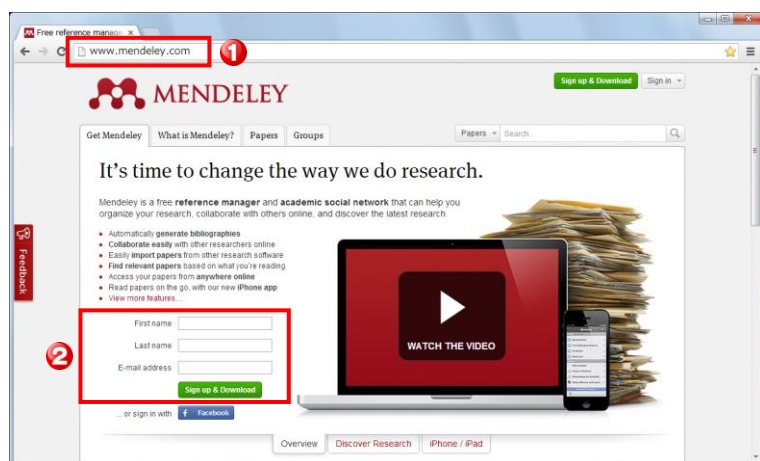 Free reference manage
www.mendeley.com
1
MENDELEY
Sign up & Download
Sign in
Get Mendeley
What is Mendeley?
Papers
Groups
Papers
Search..
It's time to change the way we do research.
Mendeley is a free reference manager and academic social network that can help you
organize your research, collaborate with others online, and discover the latest research.
Automatically generate bibliographies
Collaborate easily with other researchers online
Easily import papers from other research software
Find relevant papers based on what you're reading
Access your papers from anywhere online
Read papers on the go, with our new iPhone app
View more features...
Feedback
2
First name
Last name
E-mail address
Sign up & Download
...or sign in with
f Facebook
WATCH THE VIDEO
Overview
Discover Research
iPhone / iPad